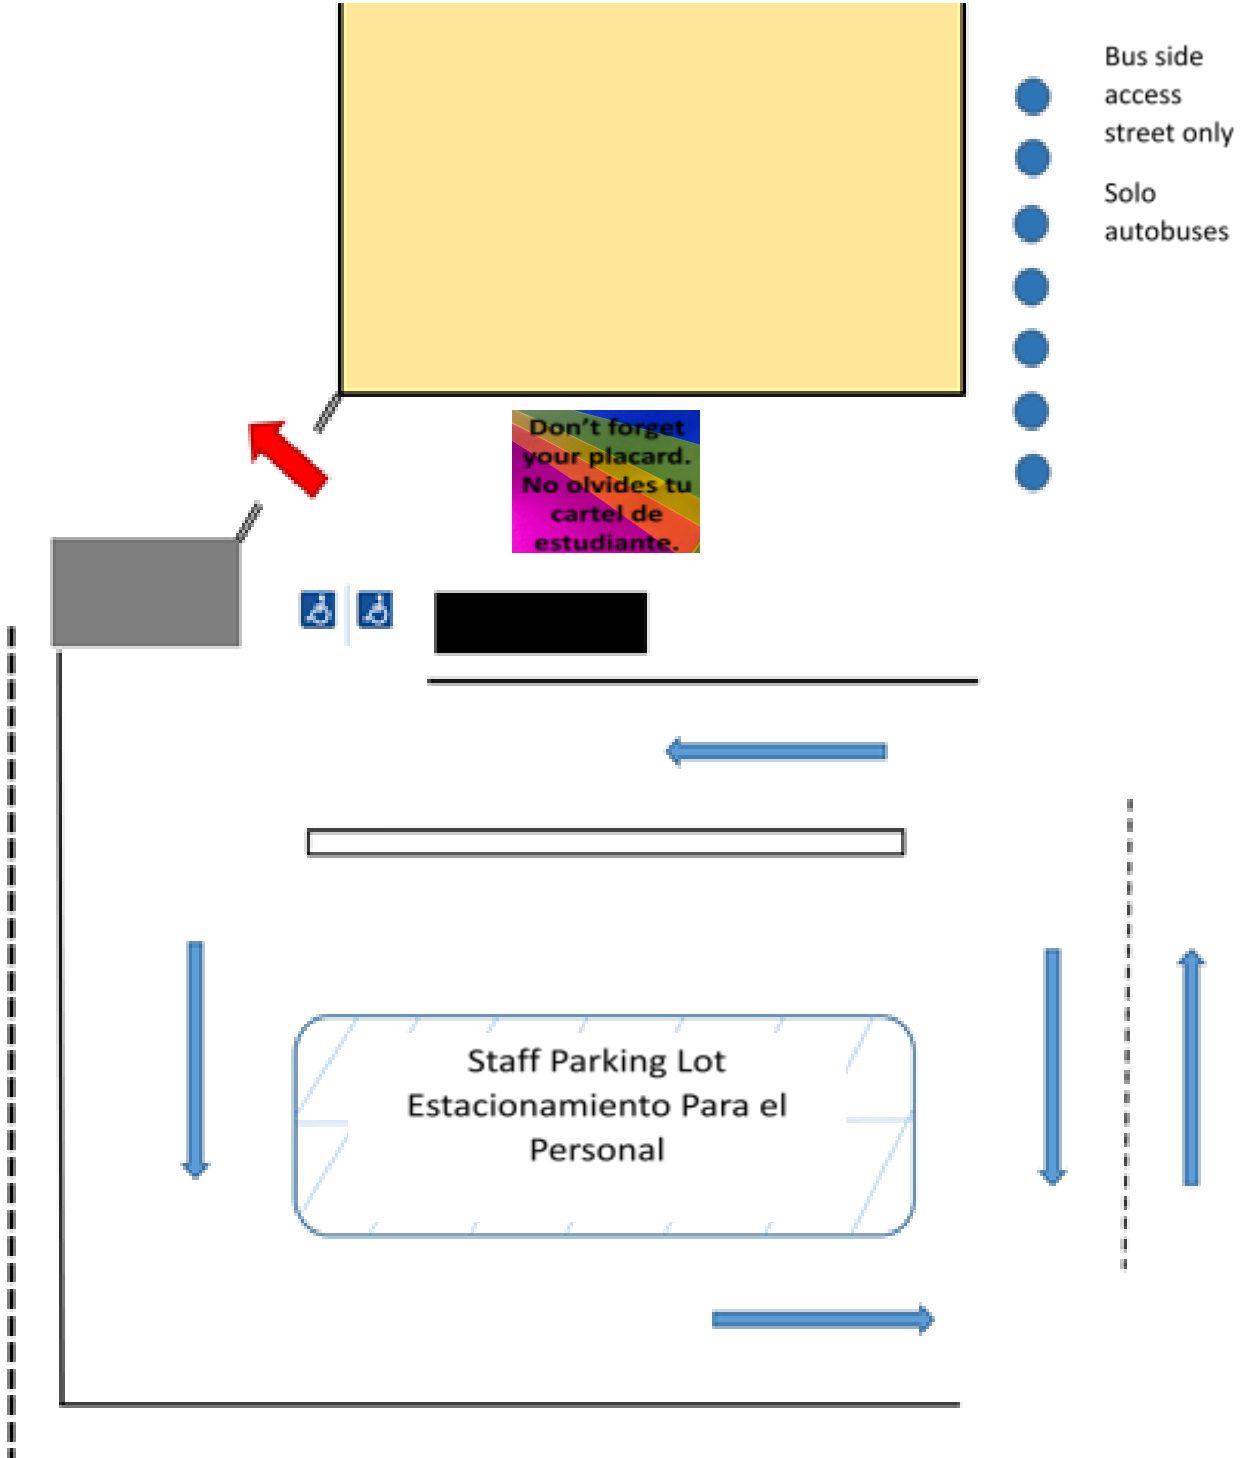 Bus side
access
street only
Solo
autobuses
Don't forget
your placard.
No olvides tu
cartel de
estudiante.
Staff Parking Lot
Estacionamiento Para el
Personal